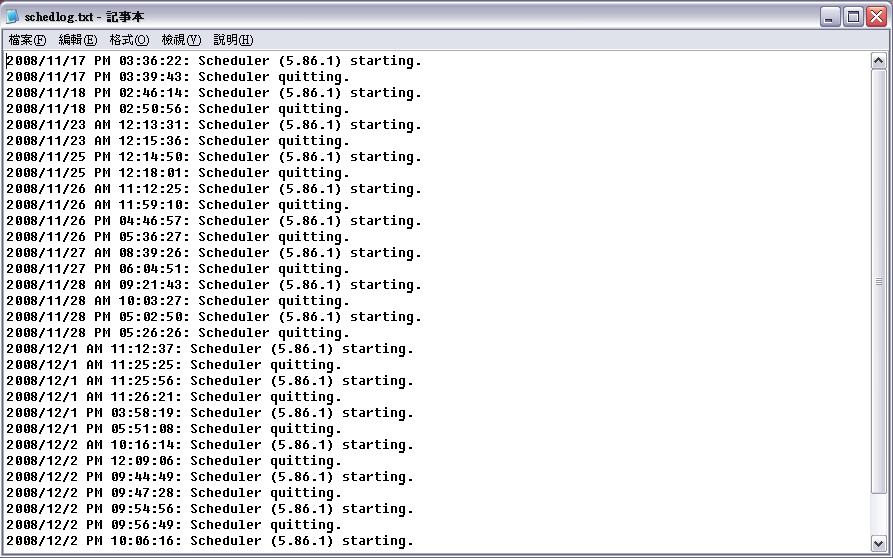 schedlog.txt - 記事本
檔案(F) 編輯(E) 格式(O) 檢視(V) 說明(H)
2008/11/17 PM 03:36:22: Scheduler (5.86.1) starting.
2008/11/17 PM 03:39:43: Scheduler quitting.
2008/11/18 PM 02:46:14: Scheduler (5.86.1) starting.
2008/11/18 PM 02:50:56: Scheduler quitting.
2008/11/23 AM 12:13:31: Scheduler (5.86.1) starting.
2008/11/23 AM 12:15:36: Scheduler quitting.
2008/11/25 PM 12:14:50: Scheduler (5.86.1) starting.
2008/11/25 PM 12:18:01: Scheduler quitting.
2008/11/26 AM 11:12:25: Scheduler (5.86.1) starting.
2008/11/26 AM 11:59:10: Scheduler quitting.
2008/11/26 PM 04:46:57: Scheduler (5.86.1) starting.
2008/11/26 PM 05:36:27: Scheduler quitting.
2008/11/27 AM 08:39:26: Scheduler (5.86.1) starting.
2008/11/27 PM 06:04:51: Scheduler quitting.
2008/11/28 AM 09:21:43: Scheduler (5.86.1) starting.
2008/11/28 AM 10:03:27: Scheduler quitting.
2008/11/28 PM 05:02:50: Scheduler (5.86.1) starting.
2008/11/28 PM 05:26:26: Scheduler quitting.
2008/12/1 AM 11:12:37: Scheduler (5.86.1) starting.
2008/12/1 AM 11:25:25: Scheduler quitting.
2008/12/1 AM 11:25:56: Scheduler (5.86.1) starting.
2008/12/1 AM 11:26:21: Scheduler quitting.
2008/12/1 PM 03:58:19: Scheduler (5.86.1) starting.
2008/12/1 PM 05:51:08: Scheduler quitting.
2008/12/2 AM 10:16:14: Scheduler (5.86.1) starting.
2008/12/2 PM 12:09:06: Scheduler quitting.
2008/12/2 PM 09:44:49: Scheduler (5.86.1) starting.
2008/12/2 PM 09:47:28: Scheduler quitting.
2008/12/2 PM 09:54:56: Scheduler (5.86.1) starting.
2008/12/2 PM 09:56:49: Scheduler quitting.
2008/12/2 PM 10:06:16: Scheduler (5.86.1) starting.